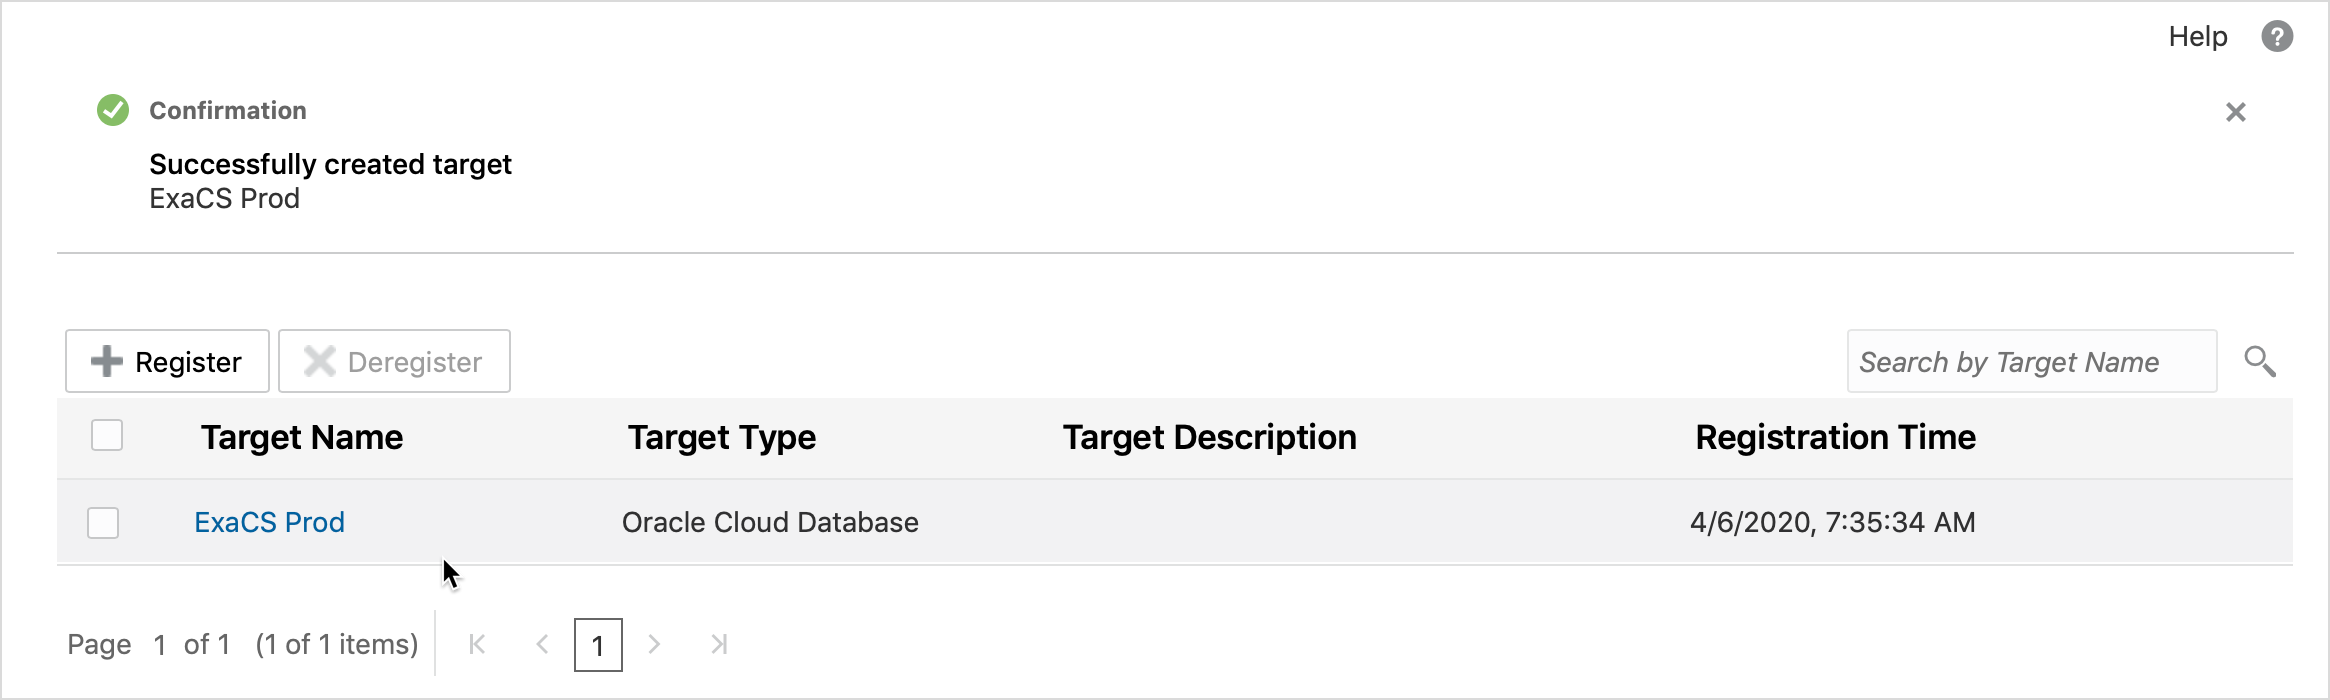 Help ?
Confirmation
Successfully created target
ExaCS Prod
Register Deregister Search by Target Name
Target Name Target Type Target Description Registration Time
ExaCS Prod Oracle Cloud Database 4/6/2020, 7:35:34 AM
Page 1 of 1 (1 of 1 items) 1